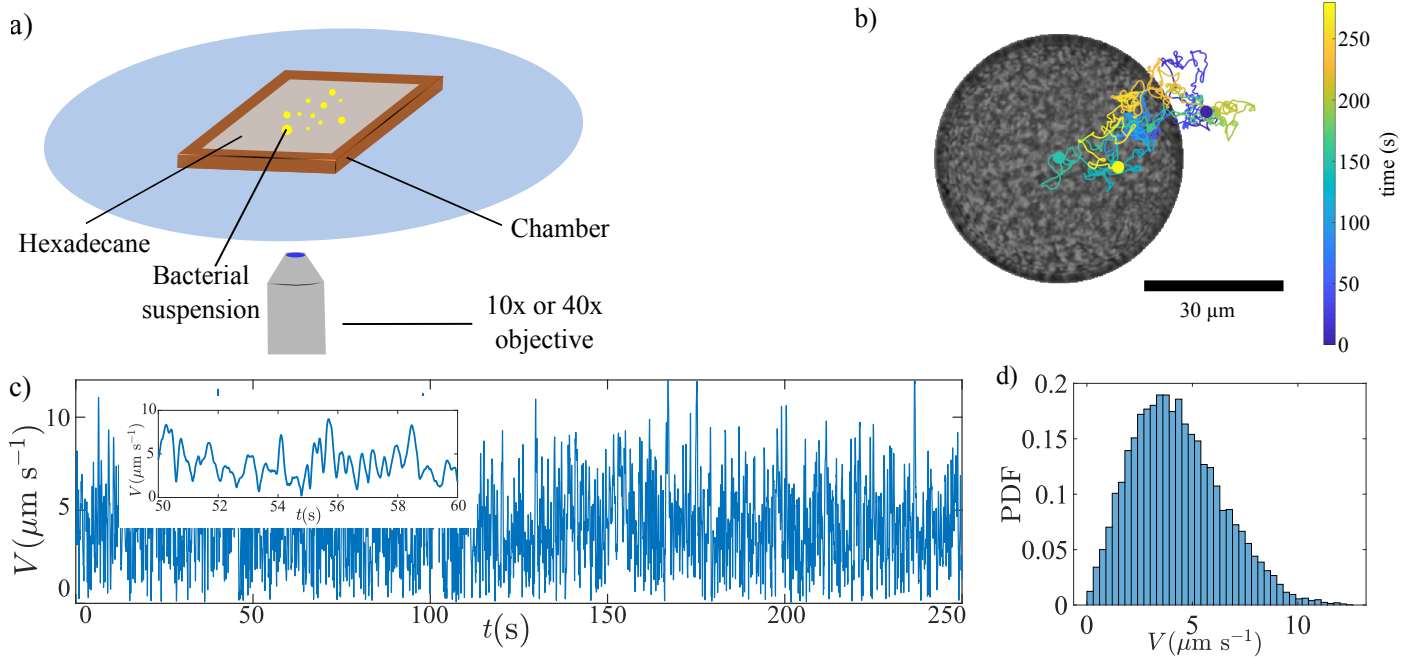 a)
Hexadecane
Bacterial
suspension
Chamber
10x or 40x
objective
b)
30 µm
250
200
150
100
50
0
time (s)
c)
V(µm s⁻¹)
10
5
0
0 50 100 150 200 250
t(s)
V(µm s⁻¹)
10
5
0
50 52 54 56 58 60
t(s)
d)
PDF
0.2
0.15
0.1
0.05
0
0 5 10
V(µm s⁻¹)